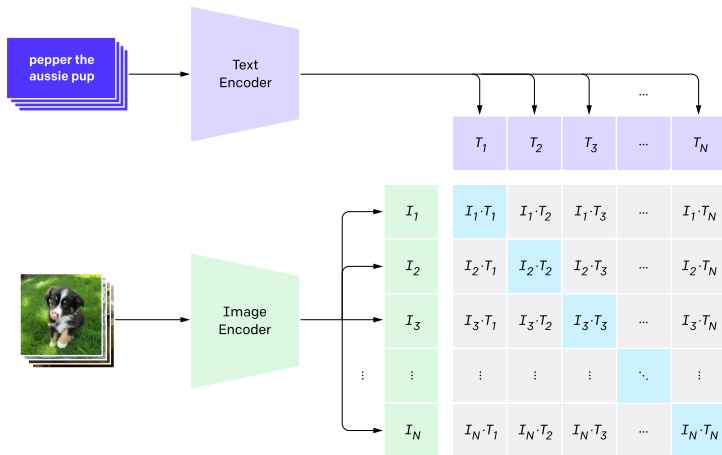 pepper the
aussie pup
Text
Encoder
...
T1 T2 T3 ... TN
I1 I1·T1 I1·T2 I1·T3 ... I1·TN
I2 I2·T1 I2·T2 I2·T3 ... I2·TN
Image
Encoder
I3 I3·T1 I3·T2 I3·T3 ... I3·TN
⋮ ⋮ ⋮ ⋮ ⋮ ⋱ ⋮
IN IN·T1 IN·T2 IN·T3 ... IN·TN